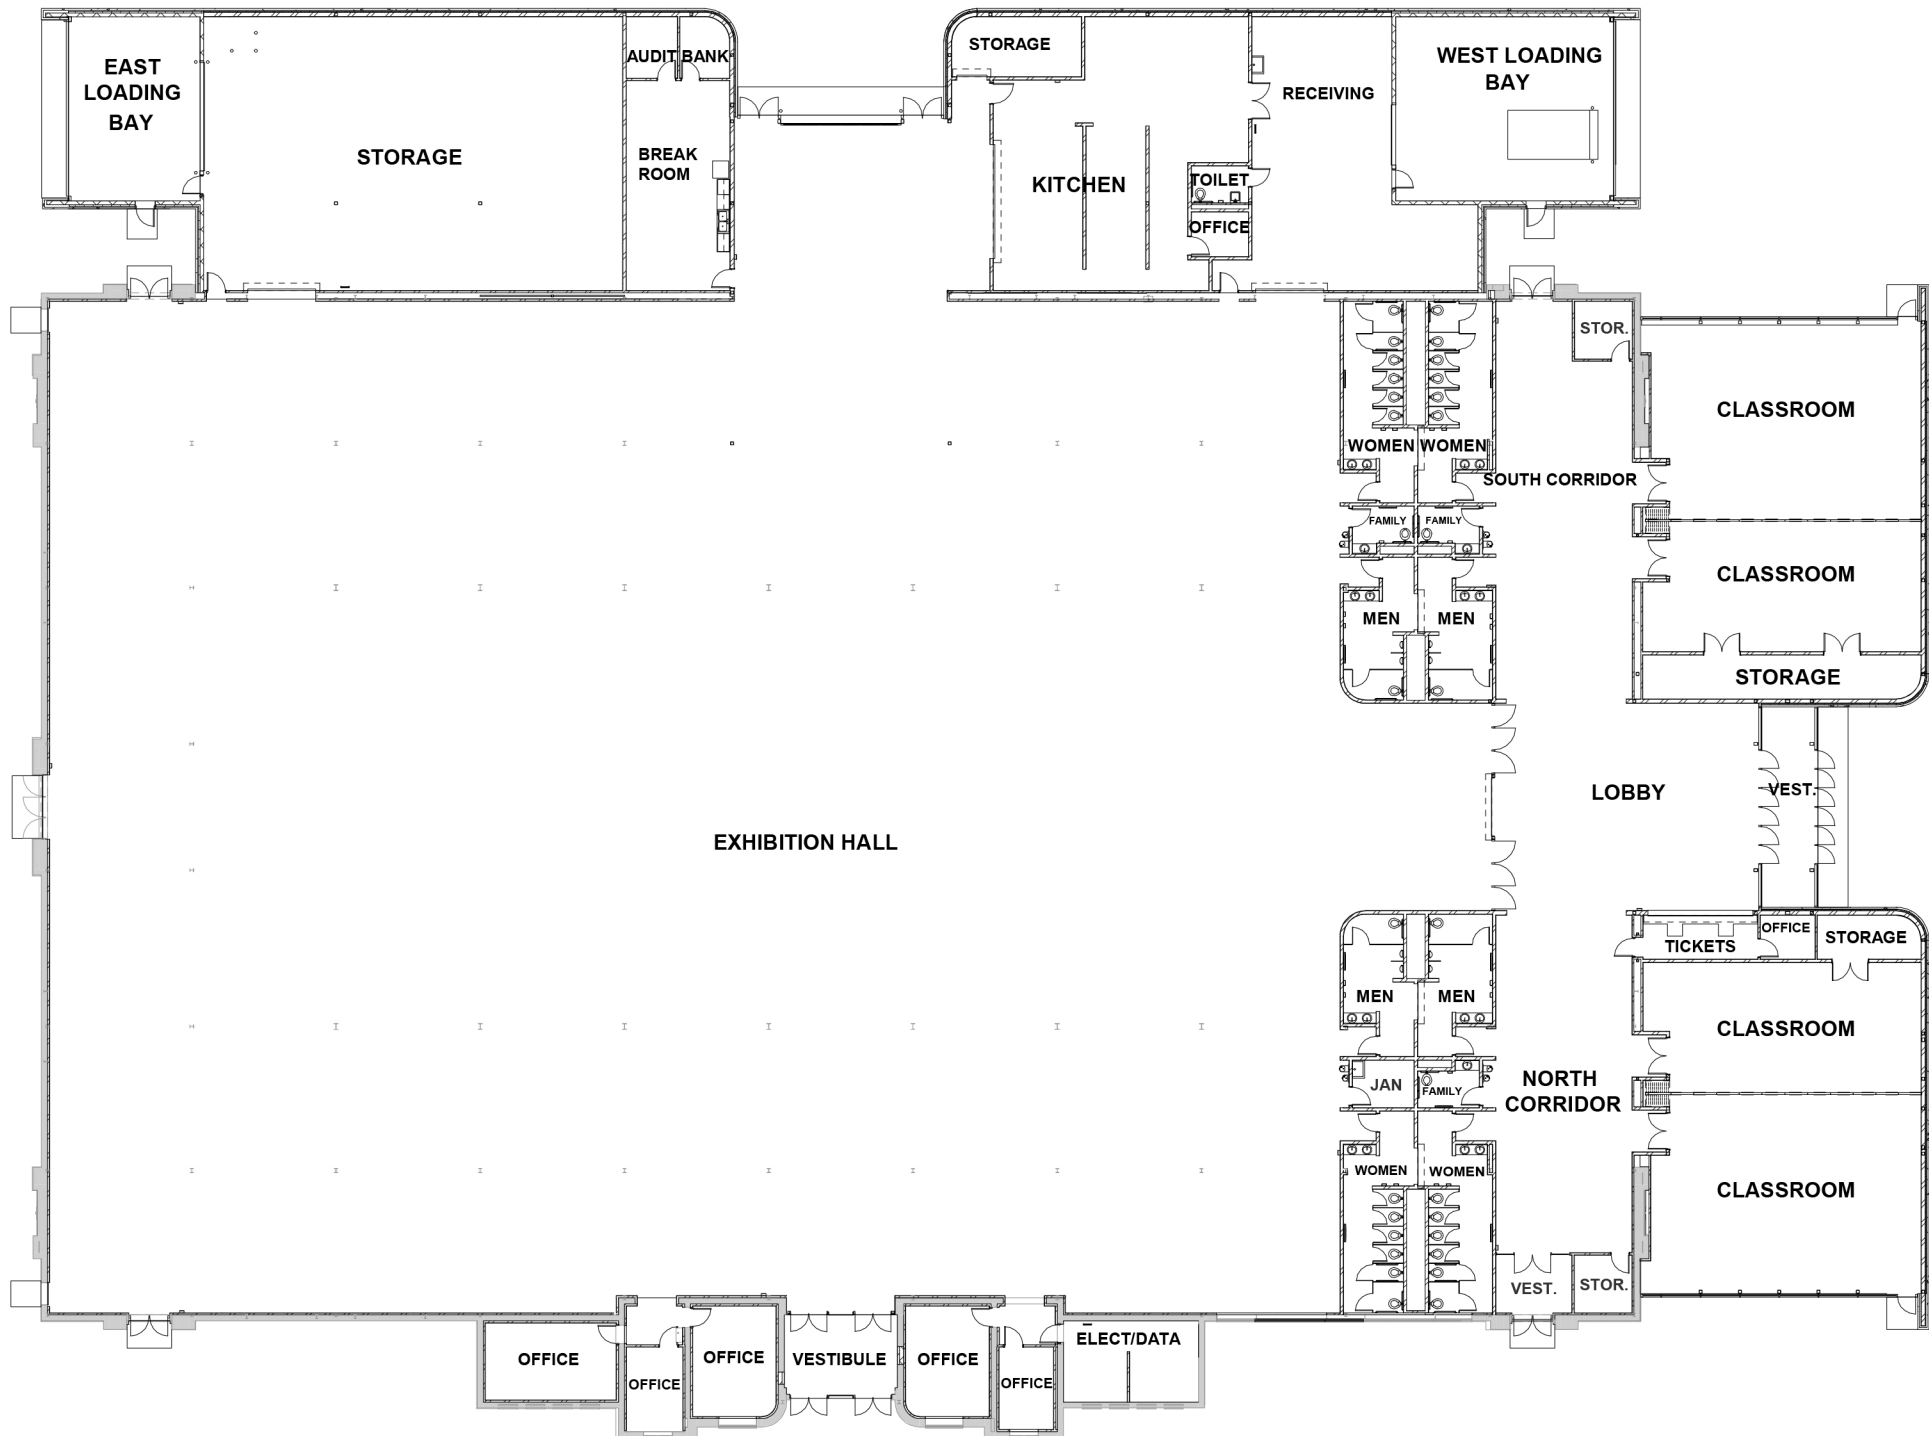 EAST
LOADING
BAY
STORAGE
AUDIT
BANK
BREAK
ROOM
STORAGE
KITCHEN
TOILET
OFFICE
RECEIVING
WEST LOADING
BAY
STOR.
CLASSROOM
WOMEN
WOMEN
SOUTH CORRIDOR
FAMILY
FAMILY
CLASSROOM
MEN
MEN
STORAGE
LOBBY
VEST.
EXHIBITION HALL
TICKETS
OFFICE
STORAGE
MEN
MEN
CLASSROOM
JAN
FAMILY
NORTH
CORRIDOR
WOMEN
WOMEN
CLASSROOM
VEST.
STOR.
OFFICE
OFFICE
OFFICE
VESTIBULE
OFFICE
OFFICE
ELECT/DATA